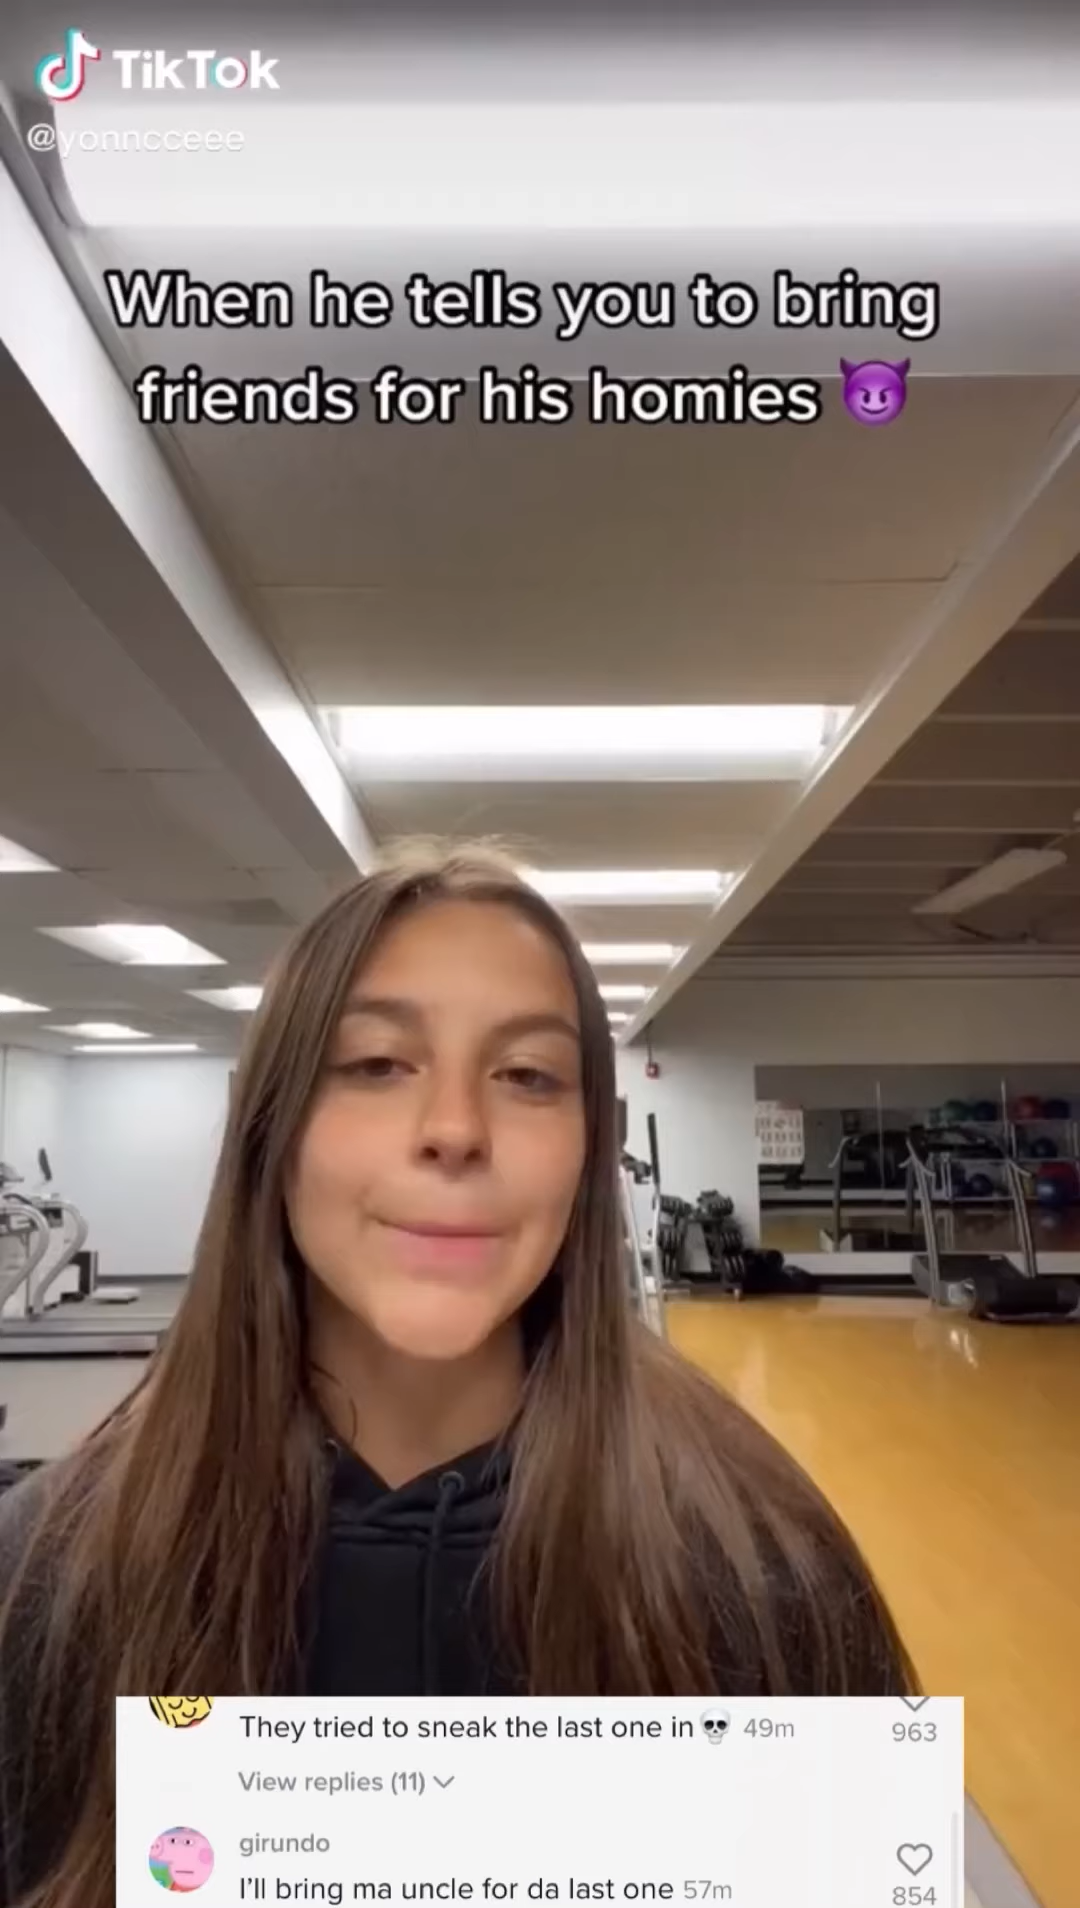 TikTok
@yonncceee
When he tells you to bring
friends for his homies 😈
They tried to sneak the last one in💀 49m
963
View replies (11)
girundo
I'll bring ma uncle for da last one 57m
854